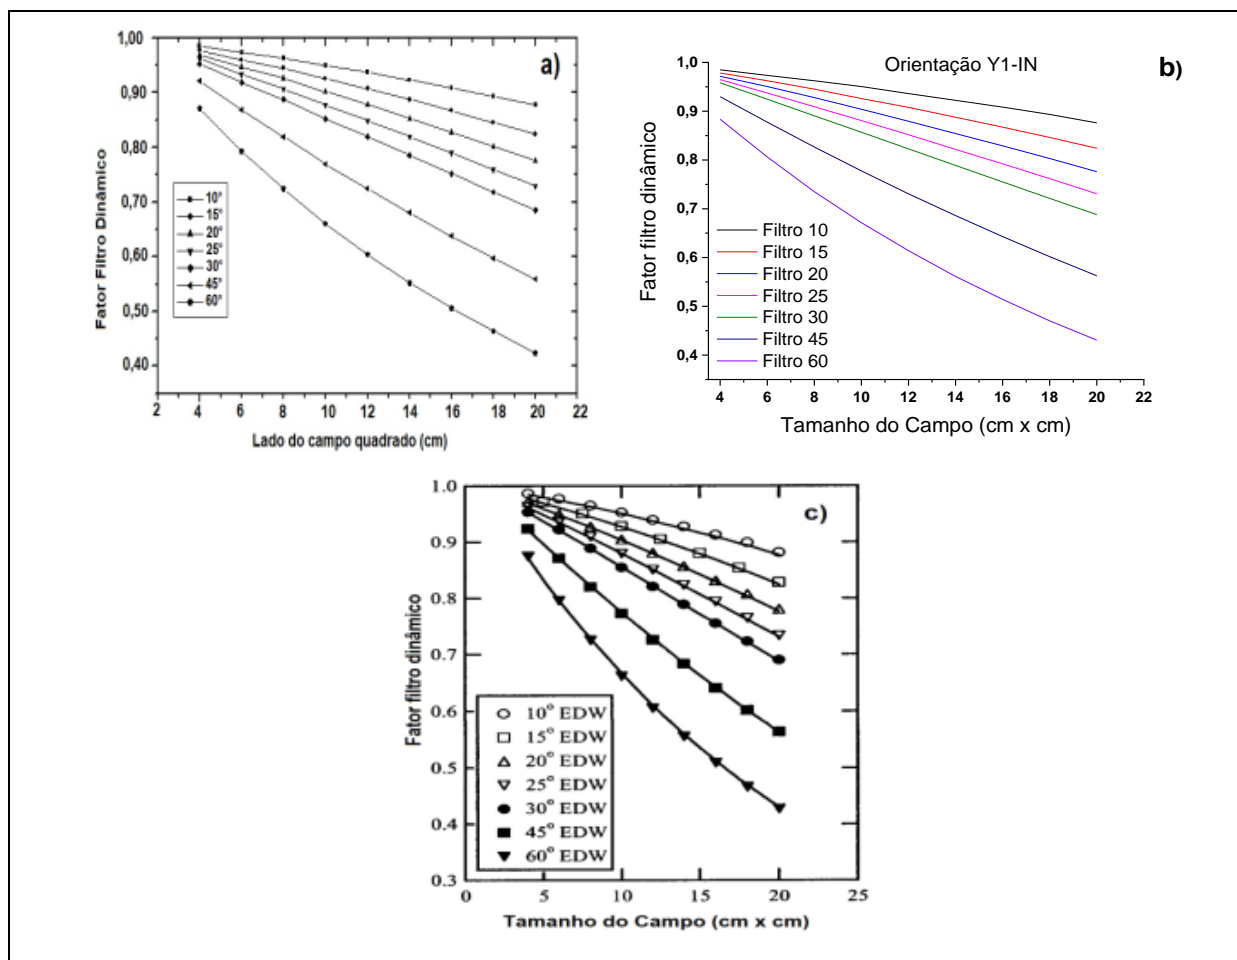 a)
1,00
0,90
0,80
0,70
0,60
0,50
0,40
Fator Filtro Dinâmico
10°
15°
20°
25°
30°
45°
60°
2 4 6 8 10 12 14 16 18 20 22
Lado do campo quadrado (cm)
b)
Orientação Y1-IN
1,0
0,9
0,8
0,7
0,6
0,5
0,4
Fator filtro dinâmico
Filtro 10
Filtro 15
Filtro 20
Filtro 25
Filtro 30
Filtro 45
Filtro 60
4 6 8 10 12 14 16 18 20 22
Tamanho do Campo (cm x cm)
c)
1.0
0.9
0.8
0.7
0.6
0.5
0.4
0.3
Fator filtro dinâmico
10° EDW
15° EDW
20° EDW
25° EDW
30° EDW
45° EDW
60° EDW
5 10 15 20 25
Tamanho do Campo (cm x cm)